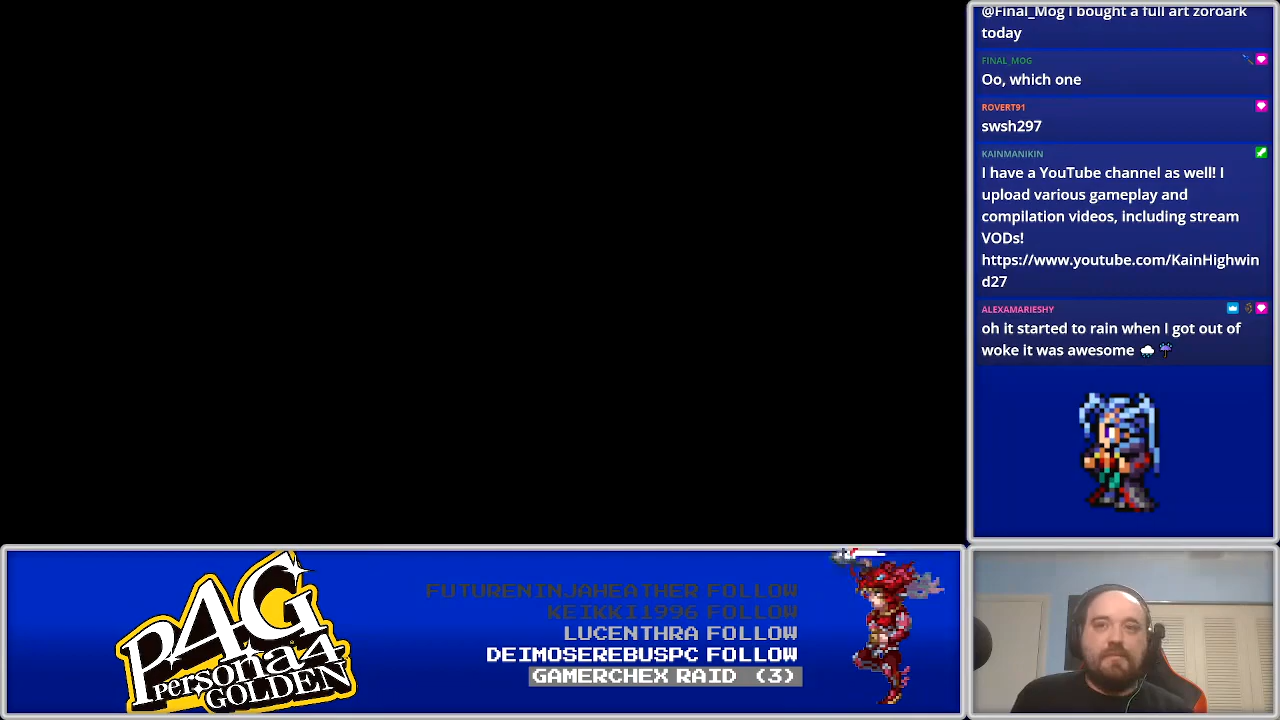 @Final_Mog i bought a full art zoroark
today
FINAL_MOG
Oo, which one
ROVERT91
swsh297
KAINMANIKIN
I have a YouTube channel as well! I
upload various gameplay and
compilation videos, including stream
VODs!
https://www.youtube.com/KainHighwin
d27
ALEXAMARIESHY
oh it started to rain when I got out of
woke it was awesome
P4G
Persona4
GOLDEN
FUTURENINJAHEATHER FOLLOW
KEIKKI1996 FOLLOW
LUCENTHRA FOLLOW
DEIMOSEREBUSPC FOLLOW
GAMERCHEX RAID (3)